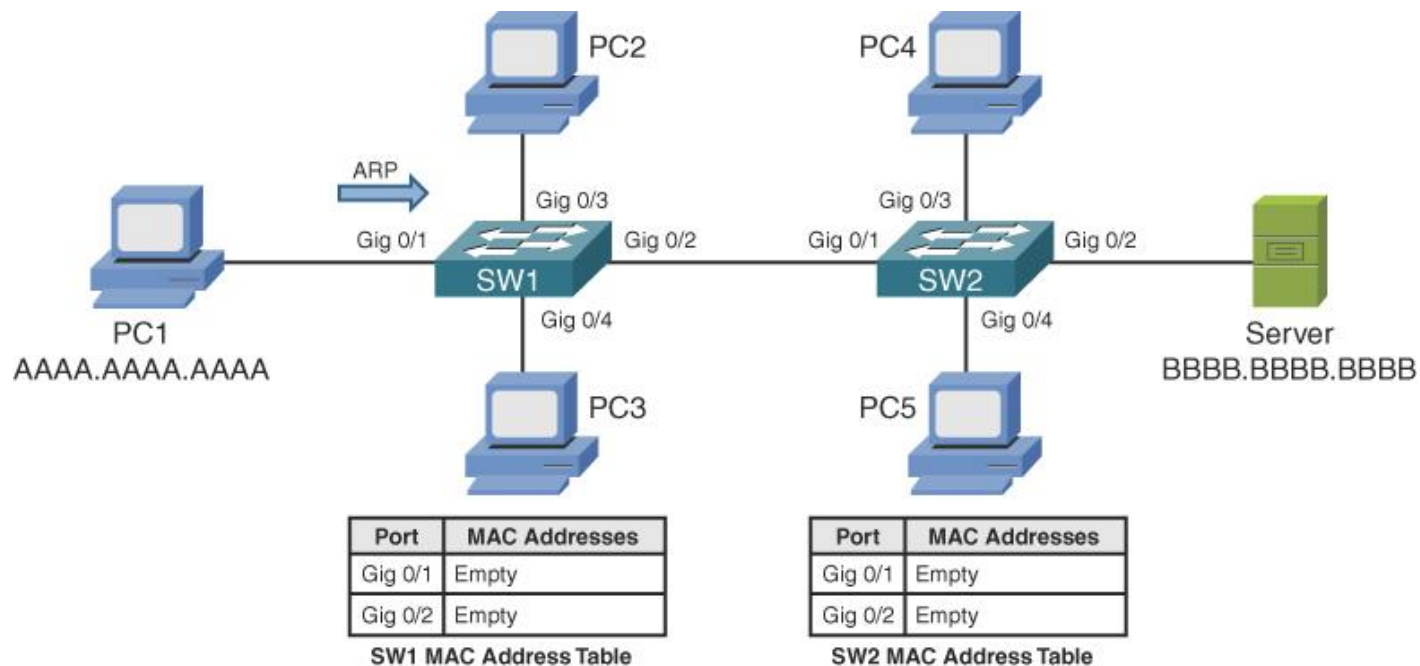 PC2
PC4
ARP
Gig 0/3
Gig 0/3
Gig 0/1
Gig 0/2
Gig 0/1
Gig 0/2
SW1
SW2
Gig 0/4
Gig 0/4
PC1
AAAA.AAAA.AAAA
Server
BBBB.BBBB.BBBB
PC3
PC5
Port MAC Addresses
Gig 0/1 Empty
Gig 0/2 Empty
SW1 MAC Address Table
Port MAC Addresses
Gig 0/1 Empty
Gig 0/2 Empty
SW2 MAC Address Table